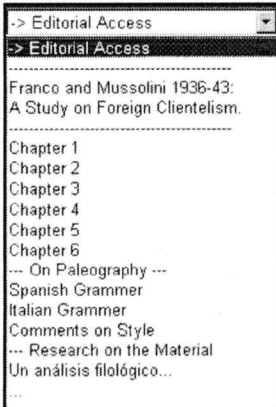 -> Editorial Access
-> Editorial Access
----------------------------------------
Franco and Mussolini 1936-43:
A Study on Foreign Clientelism.
----------------------------------------
Chapter 1
Chapter 2
Chapter 3
Chapter 4
Chapter 5
Chapter 6
--- On Paleography ---
Spanish Grammer
Italian Grammer
Comments on Style
--- Research on the Material
Un análisis filológico...
...